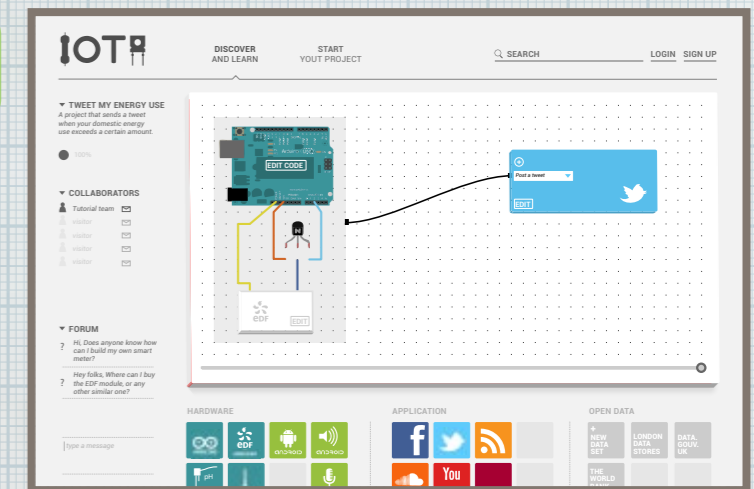 IOT
DISCOVER
AND LEARN
START
YOUT PROJECT
SEARCH
LOGIN SIGN UP
TWEET MY ENERGY USE
A project that sends a tweet
when your domestic energy
use exceeds a certain amount.
100%
COLLABORATORS
Tutorial team
visitor
visitor
visitor
visitor
FORUM
? Hi, Does anyone know how
can I build my own smart
meter?
? Hey folks, Where can I buy
the EDF module, or any
other similar one?
type a message
EDIT CODE
eDF
EDIT
Post a tweet
EDIT
HARDWARE
eDF
ANDROID
ANDROID
pH
APPLICATION
f
You
OPEN DATA
+
NEW
DATA
SET
LONDON
DATA
STORES
DATA.
GOUV.
UK
THE
WORLD
BANK